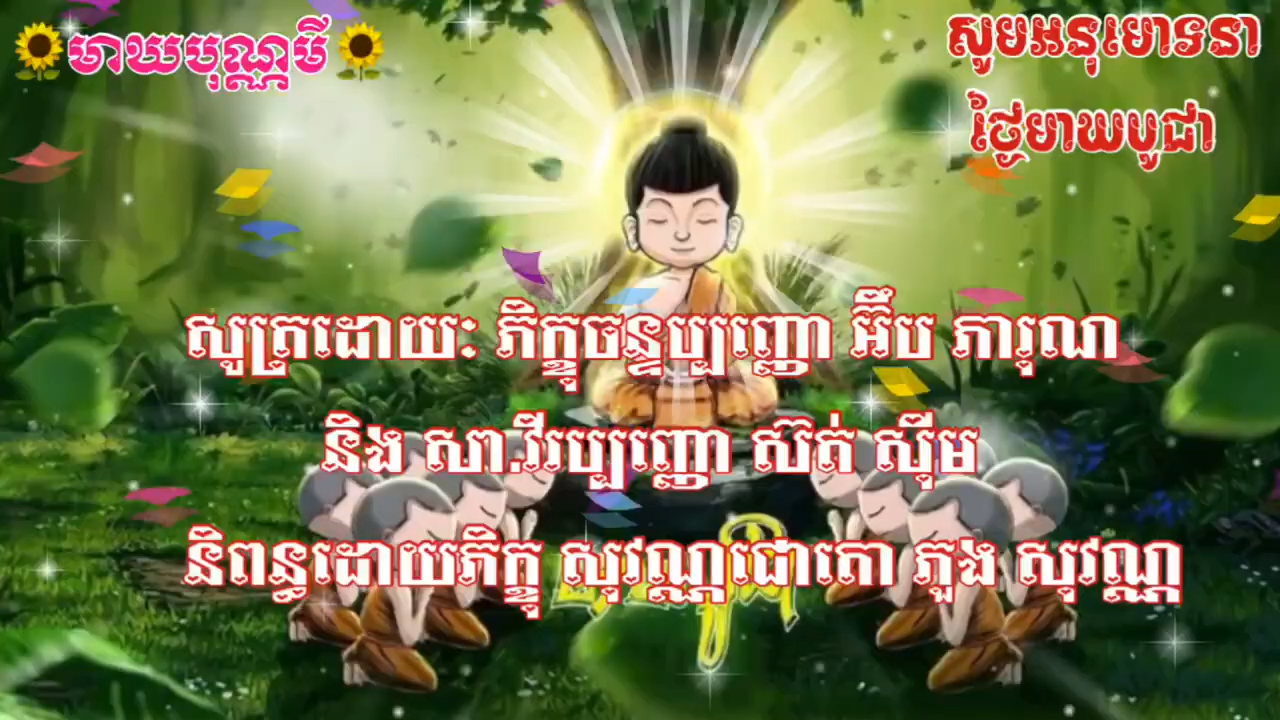 មាឃបុណ្ណមី
សូមអនុមោទនា
ថ្ងៃមាឃបូជា
សូត្រដោយ: ភិក្ខុចន្ទប្បញ្ញោ អ៊ឹប ភារុណ
និង សា.វីរប្បញ្ញោ ស៊ត់ ស៊ីម
និពន្ធដោយភិក្ខុ សុវណ្ណជោតោ ភួង សុវណ្ណ